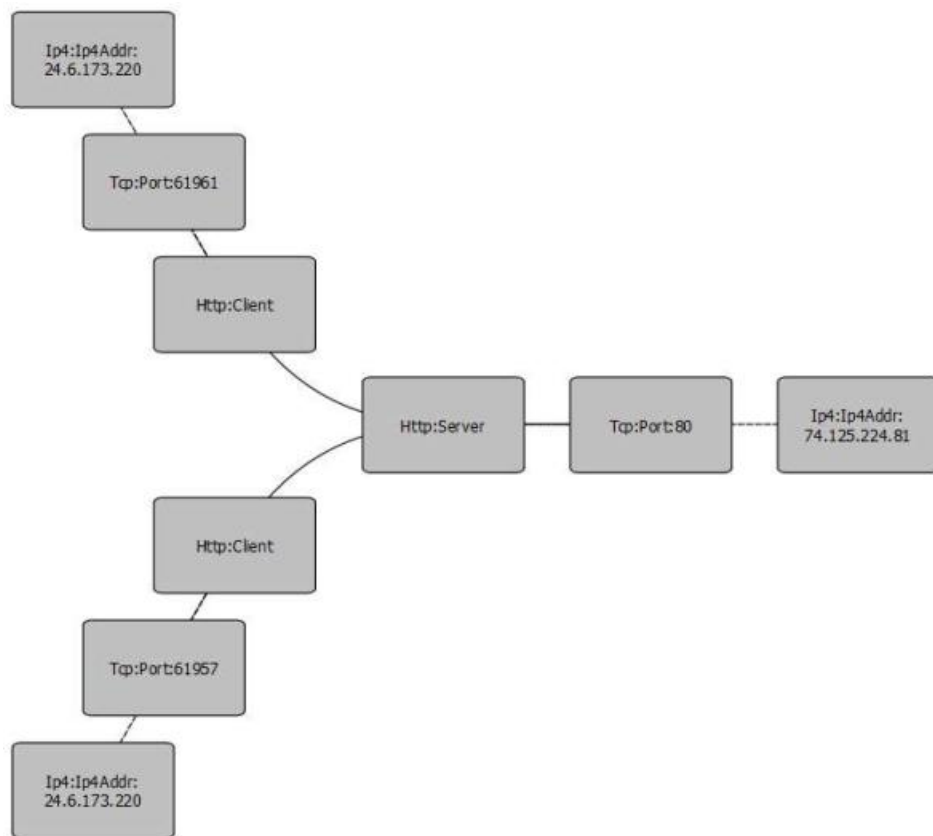 Ip4:Ip4Addr:
24.6.173.220
Tcp:Port:61961
Http:Client
Http:Server
Tcp:Port:80
Ip4:Ip4Addr:
74.125.224.81
Http:Client
Tcp:Port:61957
Ip4:Ip4Addr:
24.6.173.220